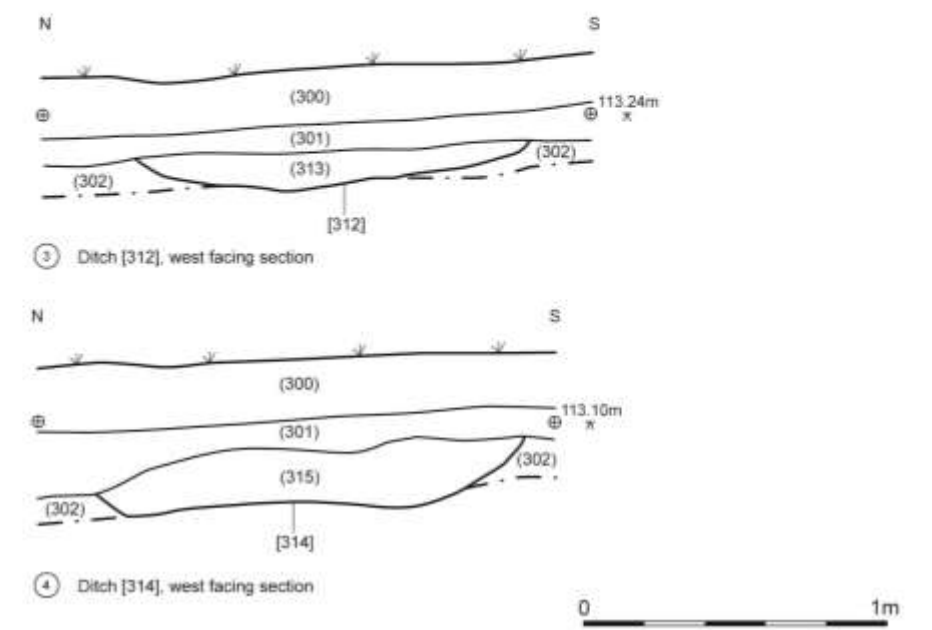 N S
(300)
113.24m
(301)
(302)
(313)
(302)
[312]
3 Ditch [312], west facing section
N S
(300)
113.10m
(301)
(302)
(315)
(302)
[314]
4 Ditch [314], west facing section
0 1m